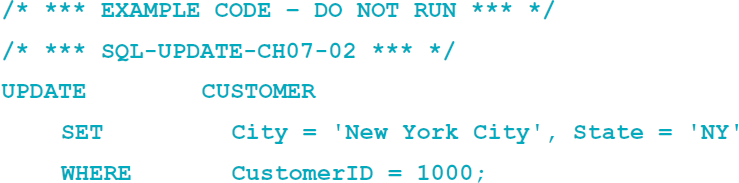 /* *** EXAMPLE CODE – DO NOT RUN *** */
/* *** SQL-UPDATE-CH07-02 *** */
UPDATE CUSTOMER
SET City = 'New York City', State = 'NY'
WHERE CustomerID = 1000;